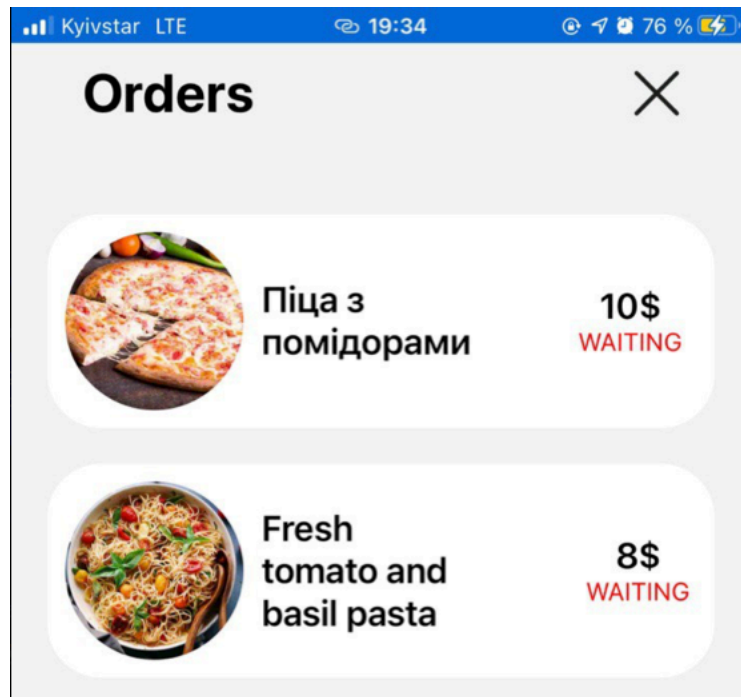 Kyivstar LTE 19:34 76 %
Orders
Піца з
помідорами
10$
WAITING
Fresh
tomato and
basil pasta
8$
WAITING